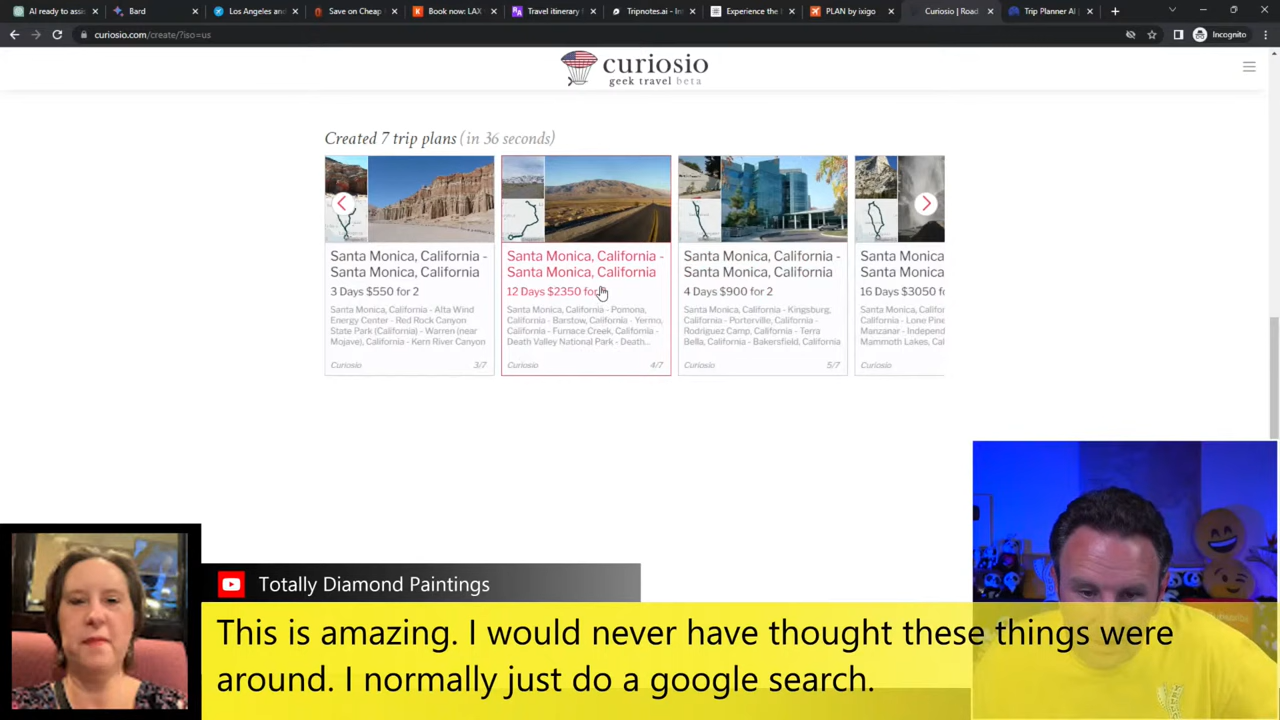 AI ready to assi
Bard
Los Angeles and
Save on Cheap
Book now: LAX
Travel itinerary
Tripnotes.ai - In
Experience the
PLAN by ixigo
Curiosio | Road
Trip Planner AI |
curiosio.com/create/?iso=us
Incognito
curiosio
geek travel beta
Created 7 trip plans (in 36 seconds)
Santa Monica, California -
Santa Monica, California
3 Days $550 for 2
Santa Monica, California - Alta Wind
Energy Center - Red Rock Canyon
State Park (California) - Warren (near
Mojave), California - Kern River Canyon
Curiosio
3/7
Santa Monica, California -
Santa Monica, California
12 Days $2350 for
Santa Monica, California - Pomona,
California - Barstow, California - Yermo,
California - Furnace Creek, California -
Death Valley National Park - Death...
Curiosio
4/7
Santa Monica, California -
Santa Monica, California
4 Days $900 for 2
Santa Monica, California - Kingsburg,
California - Porterville, California -
Rodriguez Camp, California - Terra
Bella, California - Bakersfield, California
Curiosio
5/7
Santa Monica, Califo
Santa Monica, Califo
16 Days $3050 fo
Santa Monica, Califo
California - Lone Pine
Manzanar - Independ
Mammoth Lakes, Cal
Curiosio
Totally Diamond Paintings
This is amazing. I would never have thought these things were
around. I normally just do a google search.